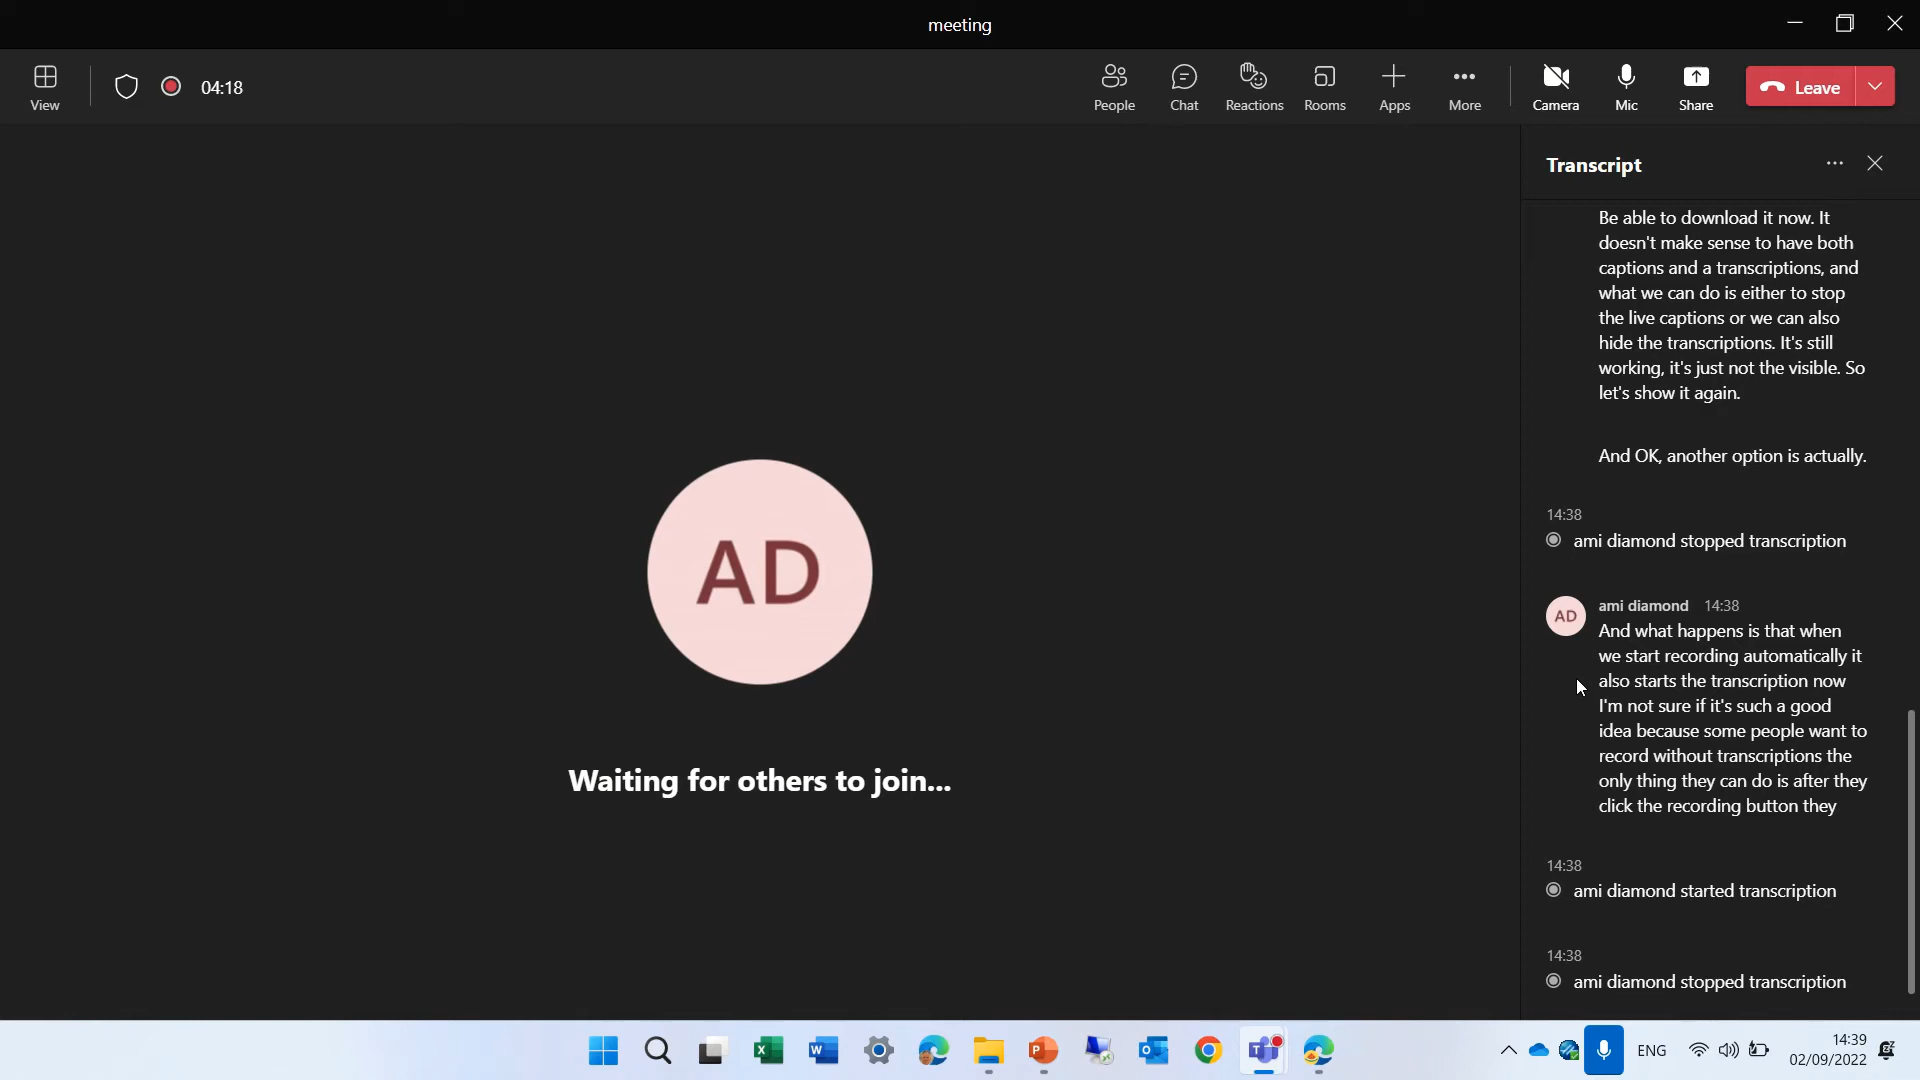 meeting
View
04:18
People
Chat
Reactions
Rooms
Apps
More
Camera
Mic
Share
Leave
Transcript
Be able to download it now. It
doesn't make sense to have both
captions and a transcriptions, and
what we can do is either to stop
the live captions or we can also
hide the transcriptions. It's still
working, it's just not the visible. So
let's show it again.
And OK, another option is actually.
14:38
ami diamond stopped transcription
AD
ami diamond 14:38
And what happens is that when
we start recording automatically it
also starts the transcription now
I'm not sure if it's such a good
idea because some people want to
record without transcriptions the
only thing they can do is after they
click the recording button they
14:38
ami diamond started transcription
14:38
ami diamond stopped transcription
AD
Waiting for others to join...
ENG
14:39
02/09/2022